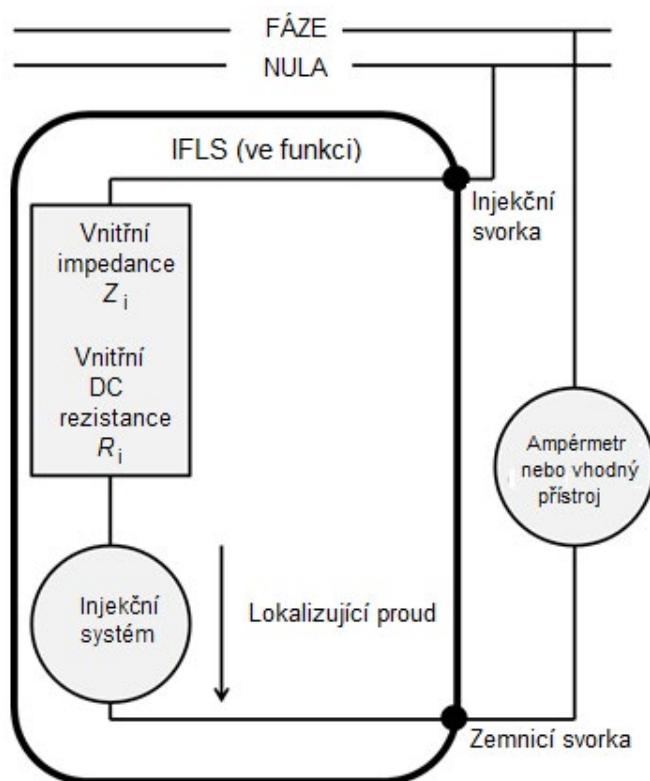 FÁZE
NULA
IFLS (ve funkci)
Injekční
svorka
Vnitřní
impedance
Z i
Vnitřní
DC
rezistance
R i
Ampérmetr
nebo vhodný
přístroj
Injekční
systém
Lokalizující proud
Zemnicí svorka